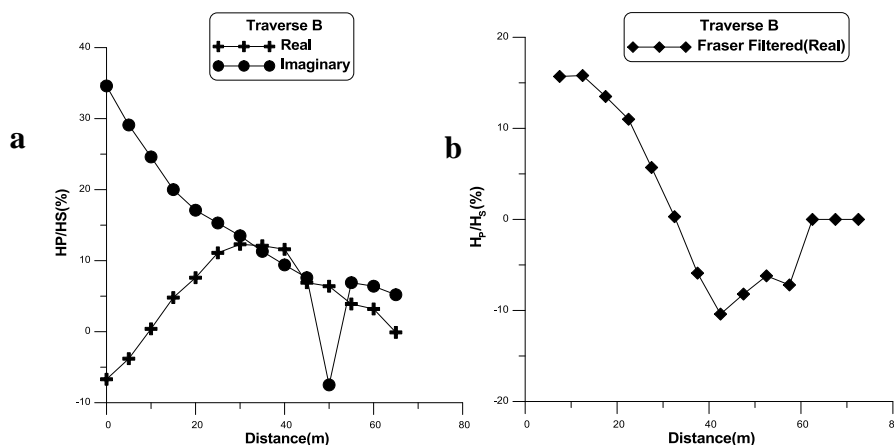 a
Traverse B
Real
Imaginary
40
30
20
10
0
-10
HP/HS(%)
0 20 40 60 80
Distance(m)
b
Traverse B
Fraser Filtered(Real)
20
10
0
-10
-20
HP/HS(%)
0 20 40 60 80
Distance(m)